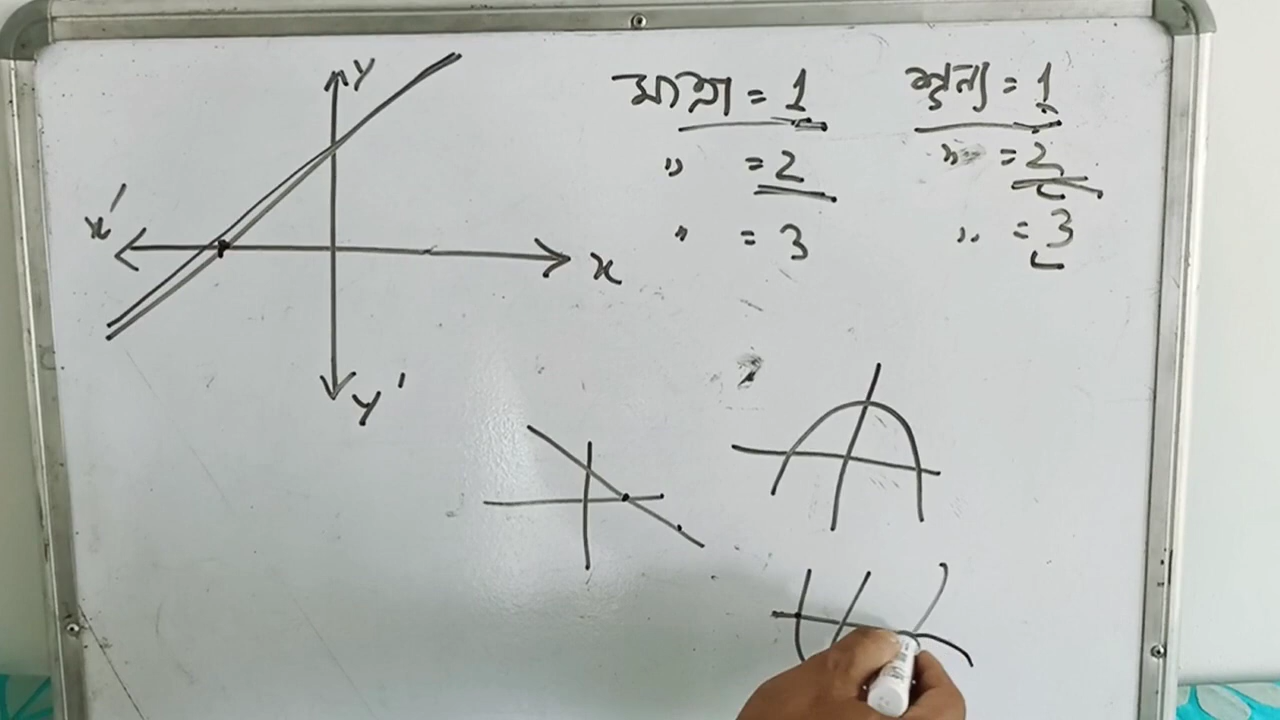 Y
x'
x
Y'
মাত্রা = 1 শূন্য = 1
" = 2 " = 2
" = 3 " = 3